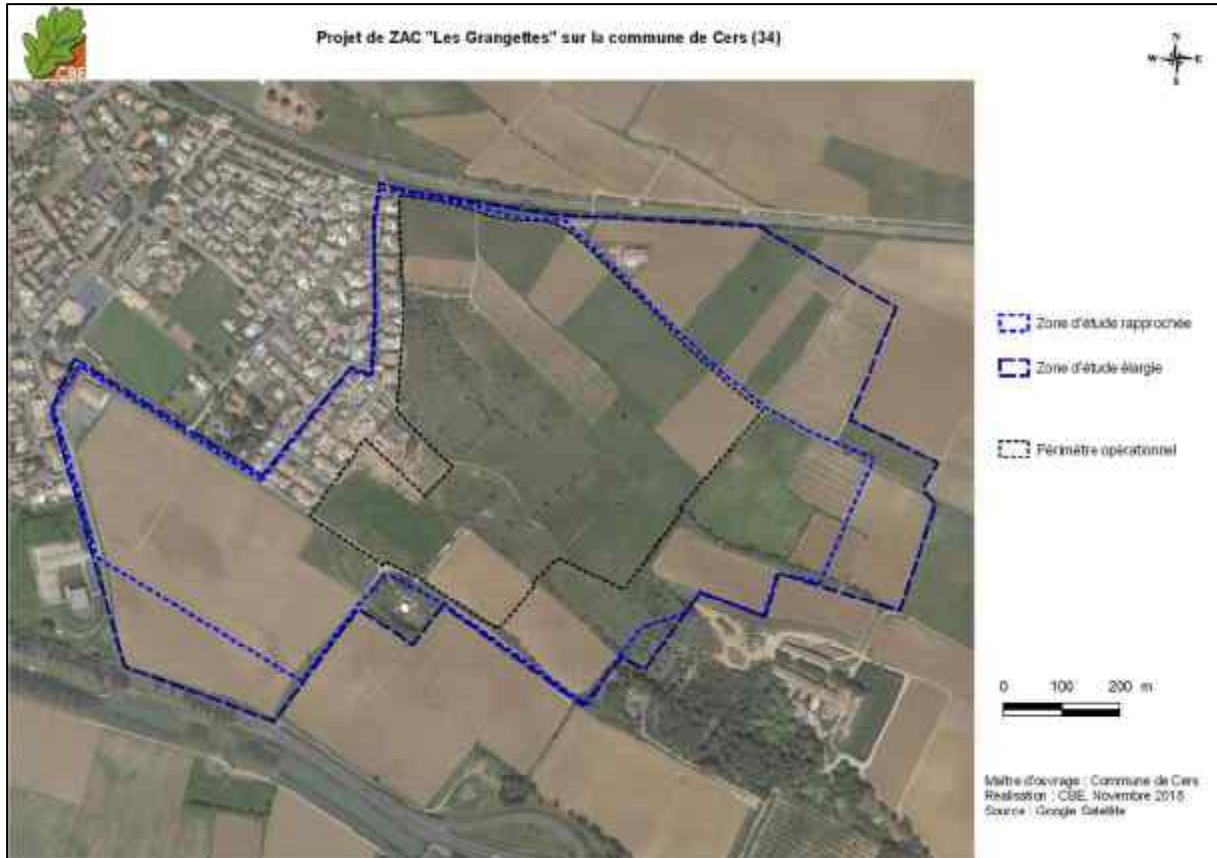 CBE
Projet de ZAC "Les Grangettes" sur la commune de Cers (34)
N
W E
S
Zone d'étude rapprochée
Zone d'étude élargie
Périmètre opérationnel
0 100 200 m
Maître d'ouvrage : Commune de Cers
Réalisation : CBE, Novembre 2018
Source : Google Satellite